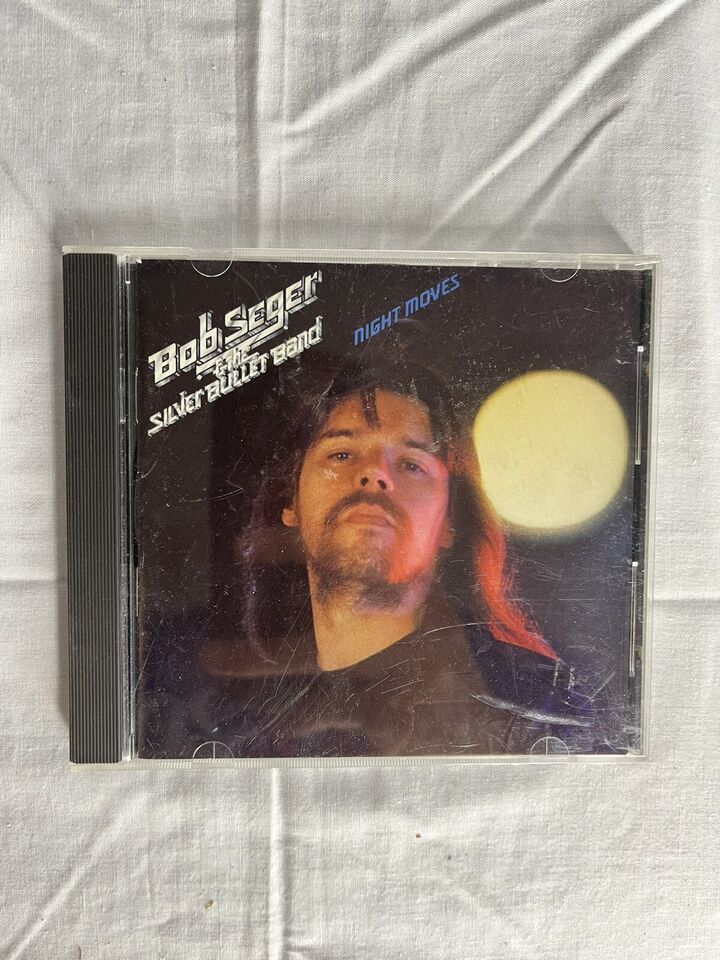 Bob Seger
& the
Silver Bullet Band
NIGHT MOVES